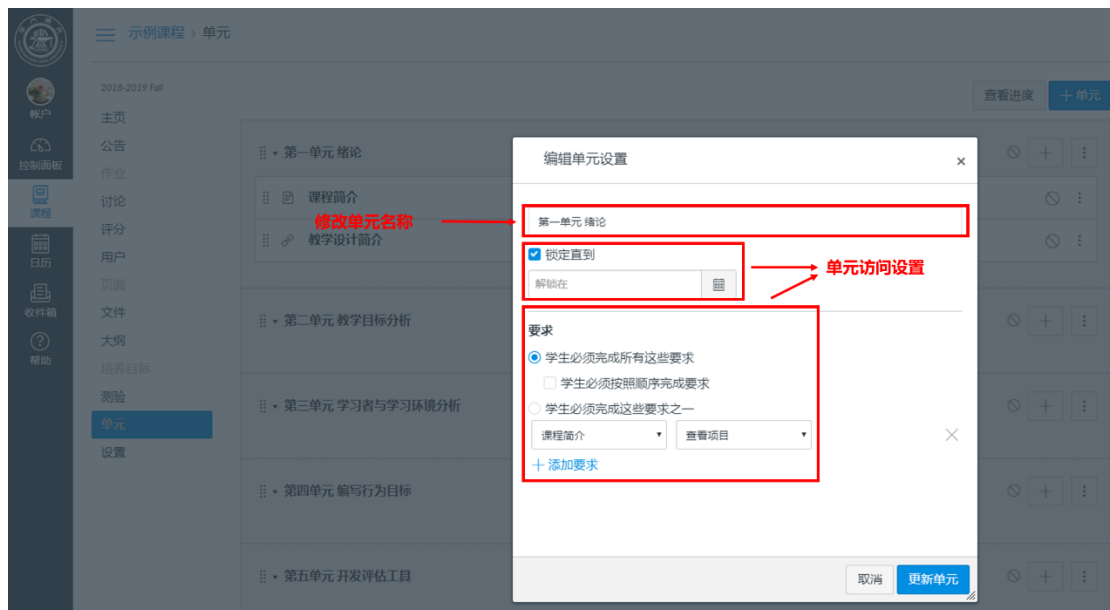 示例课程 › 单元
2018-2019 Fall
查看进度
+ 单元
帐户
控制面板
课程
日历
收件箱
帮助
主页
公告
作业
讨论
评分
用户
页面
文件
大纲
培养目标
测验
单元
设置
第一单元 绪论
课程简介
教学设计简介
第二单元 教学目标分析
第三单元 学习者与学习环境分析
第四单元 编写行为目标
第五单元 开发评估工具
修改单元名称
编辑单元设置
×
第一单元 绪论
锁定直到
解锁在
单元访问设置
要求
学生必须完成所有这些要求
学生必须按照顺序完成要求
学生必须完成这些要求之一
课程简介
查看项目
+ 添加要求
取消
更新单元